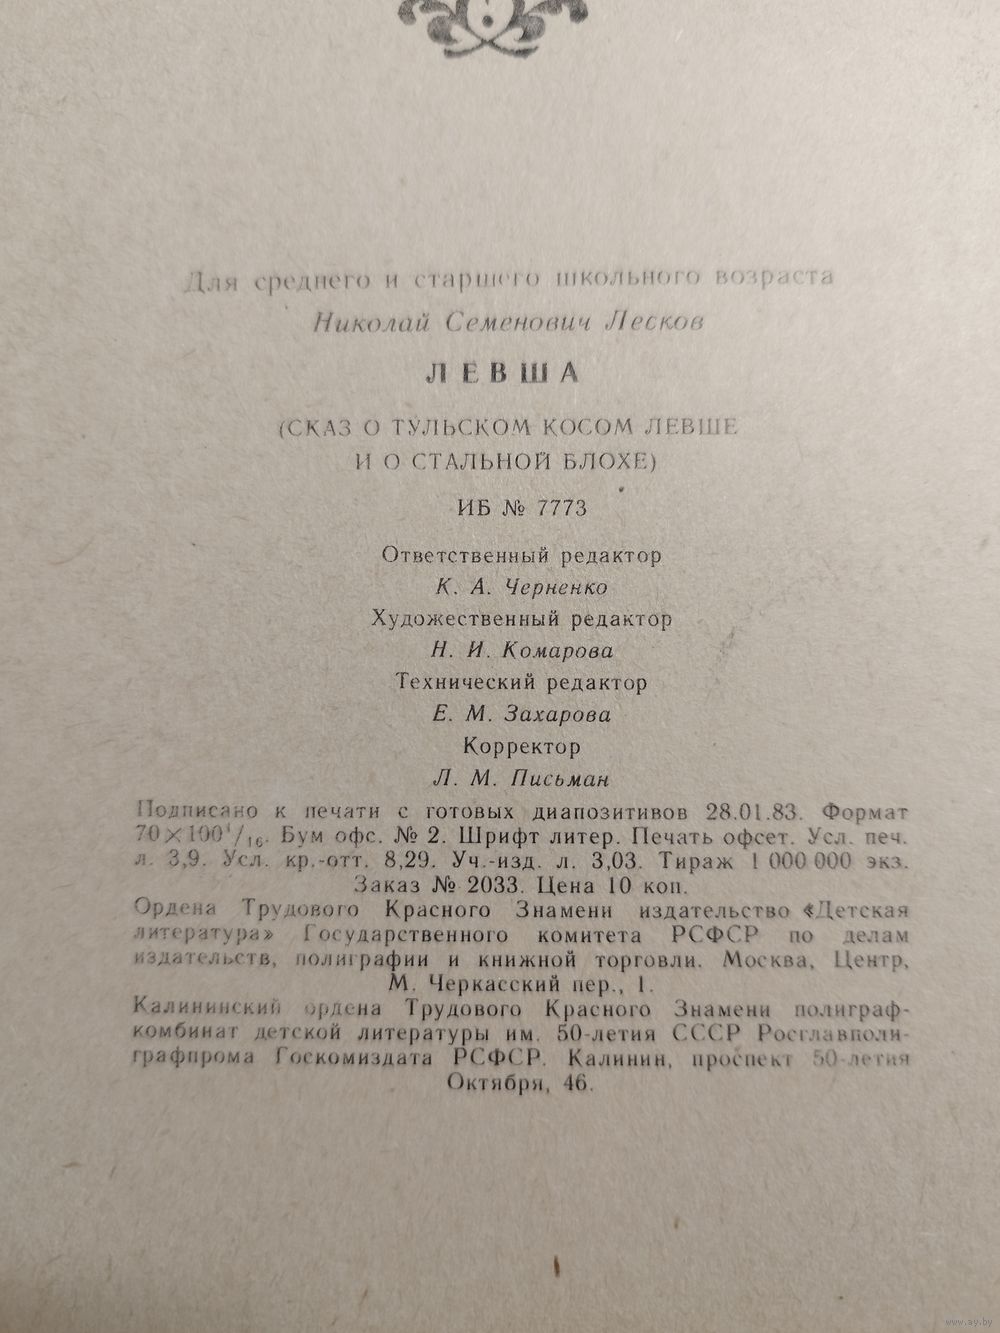 Для среднего и старшего школьного возраста
Николай Семенович Лесков
ЛЕВША
(СКАЗ О ТУЛЬСКОМ КОСОМ ЛЕВШЕ
И О СТАЛЬНОЙ БЛОХЕ)
ИБ № 7773
Ответственный редактор
К. А. Черненко
Художественный редактор
Н. И. Комарова
Технический редактор
Е. М. Захарова
Корректор
Л. М. Письман
Подписано к печати с готовых диапозитивов 28.01.83. Формат
70×100¹/₁₆. Бум офс. № 2. Шрифт литер. Печать офсет. Усл. печ.
л. 3,9. Усл. кр.-отт. 8,29. Уч.-изд. л. 3,03. Тираж 1 000 000 экз.
Заказ № 2033. Цена 10 коп.
Ордена Трудового Красного Знамени издательство «Детская
литература» Государственного комитета РСФСР по делам
издательств, полиграфии и книжной торговли. Москва, Центр,
М. Черкасский пер., 1.
Калининский ордена Трудового Красного Знамени полиграф-
комбинат детской литературы им. 50-летия СССР Росглавполи-
графпрома Госкомиздата РСФСР. Калинин, проспект 50-летия
Октября, 46.
www.ay.by